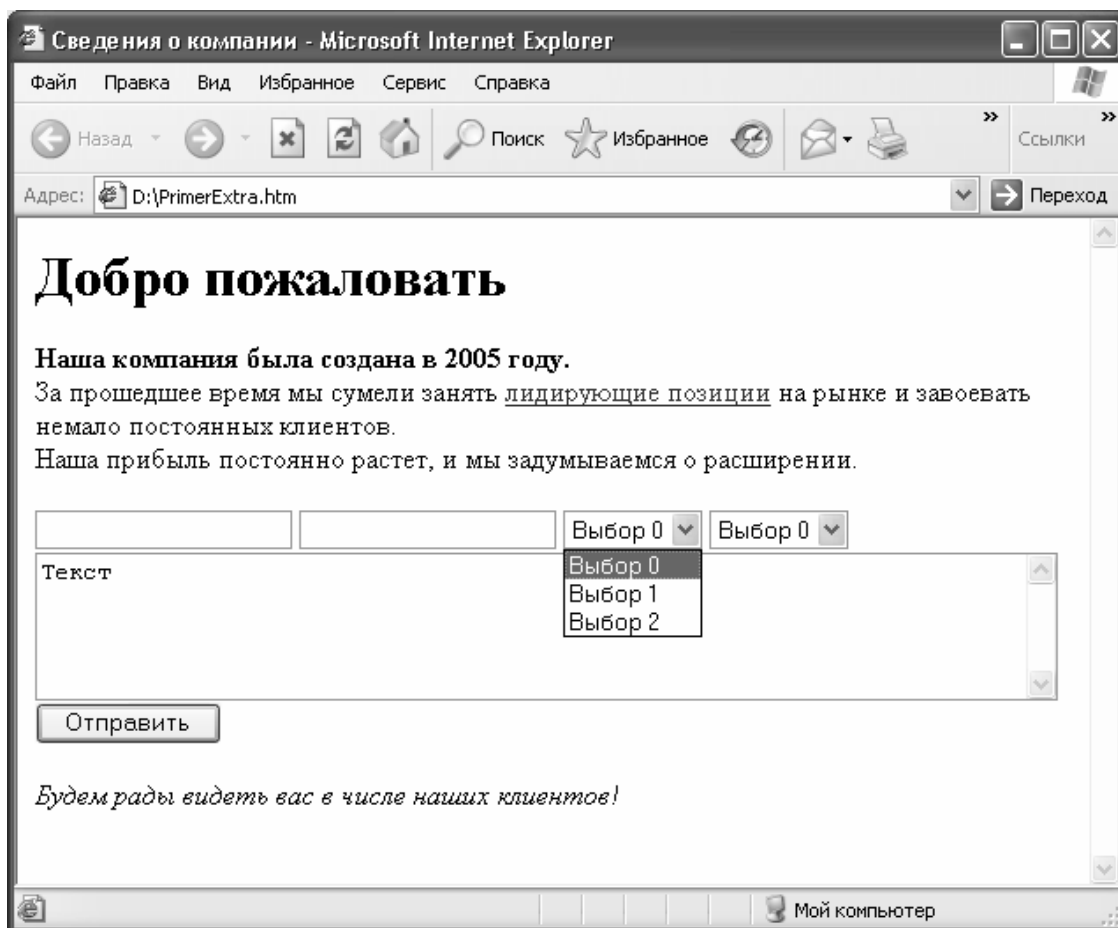 Сведения о компании - Microsoft Internet Explorer
Файл Правка Вид Избранное Сервис Справка
Назад Поиск Избранное » Ссылки »
Адрес: D:\PrimerExtra.htm Переход
Добро пожаловать
Наша компания была создана в 2005 году.
За прошедшее время мы сумели занять лидирующие позиции на рынке и завоевать
немало постоянных клиентов.
Наша прибыль постоянно растет, и мы задумываемся о расширении.
Выбор 0 Выбор 0
Текст
Выбор 0
Выбор 1
Выбор 2
Отправить
Будем рады видеть вас в числе наших клиентов!
Мой компьютер